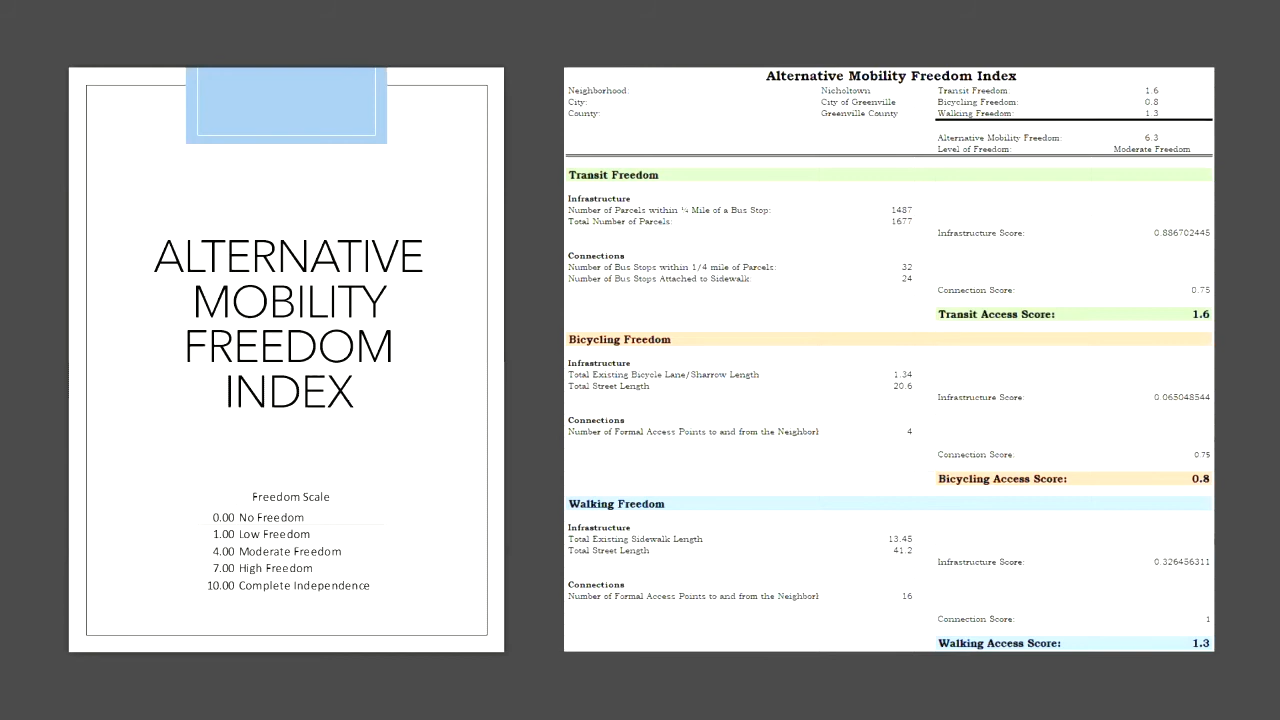 ALTERNATIVE
MOBILITY
FREEDOM
INDEX
Freedom Scale
0.00 No Freedom
1.00 Low Freedom
4.00 Moderate Freedom
7.00 High Freedom
10.00 Complete Independence
Alternative Mobility Freedom Index
Neighborhood: Nicholtown Transit Freedom: 1.6
City: City of Greenville Bicycling Freedom: 0.8
County: Greenville County Walking Freedom: 1.3
Alternative Mobility Freedom: 6.3
Level of Freedom: Moderate Freedom
Transit Freedom
Infrastructure
Number of Parcels within ¼ Mile of a Bus Stop: 1487
Total Number of Parcels: 1677
Infrastructure Score: 0.886702445
Connections
Number of Bus Stops within 1/4 mile of Parcels: 32
Number of Bus Stops Attached to Sidewalk 24
Connection Score: 0.75
Transit Access Score: 1.6
Bicycling Freedom
Infrastructure
Total Existing Bicycle Lane/Sharrow Length 1.34
Total Street Length 20.6
Infrastructure Score: 0.065048544
Connections
Number of Formal Access Points to and from the Neighborh 4
Connection Score: 0.75
Bicycling Access Score: 0.8
Walking Freedom
Infrastructure
Total Existing Sidewalk Length 13.45
Total Street Length 41.2
Infrastructure Score: 0.326456311
Connections
Number of Formal Access Points to and from the Neighborh 16
Connection Score: 1
Walking Access Score: 1.3